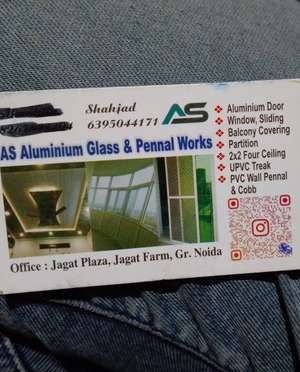 Shahjad
6395044171
AS
AS Aluminium Glass & Pennal Works
Aluminium Door
Window, Sliding
Balcony Covering
Partition
2x2 Four Ceiling
UPVC Treak
PVC Wall Pennal
& Cobb
Office : Jagat Plaza, Jagat Farm, Gr. Noida